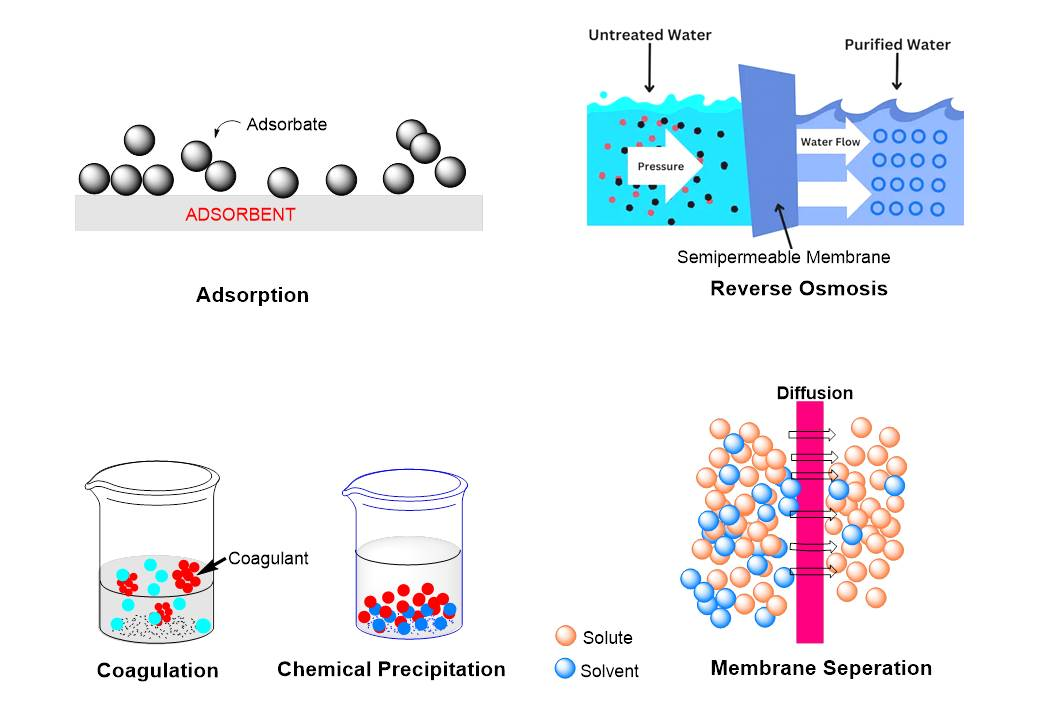 Adsorbate
ADSORBENT
Adsorption
Untreated Water
Purified Water
Pressure
Water Flow
Semipermeable Membrane
Reverse Osmosis
Coagulant
Coagulation
Chemical Precipitation
Diffusion
Solute
Solvent
Membrane Seperation